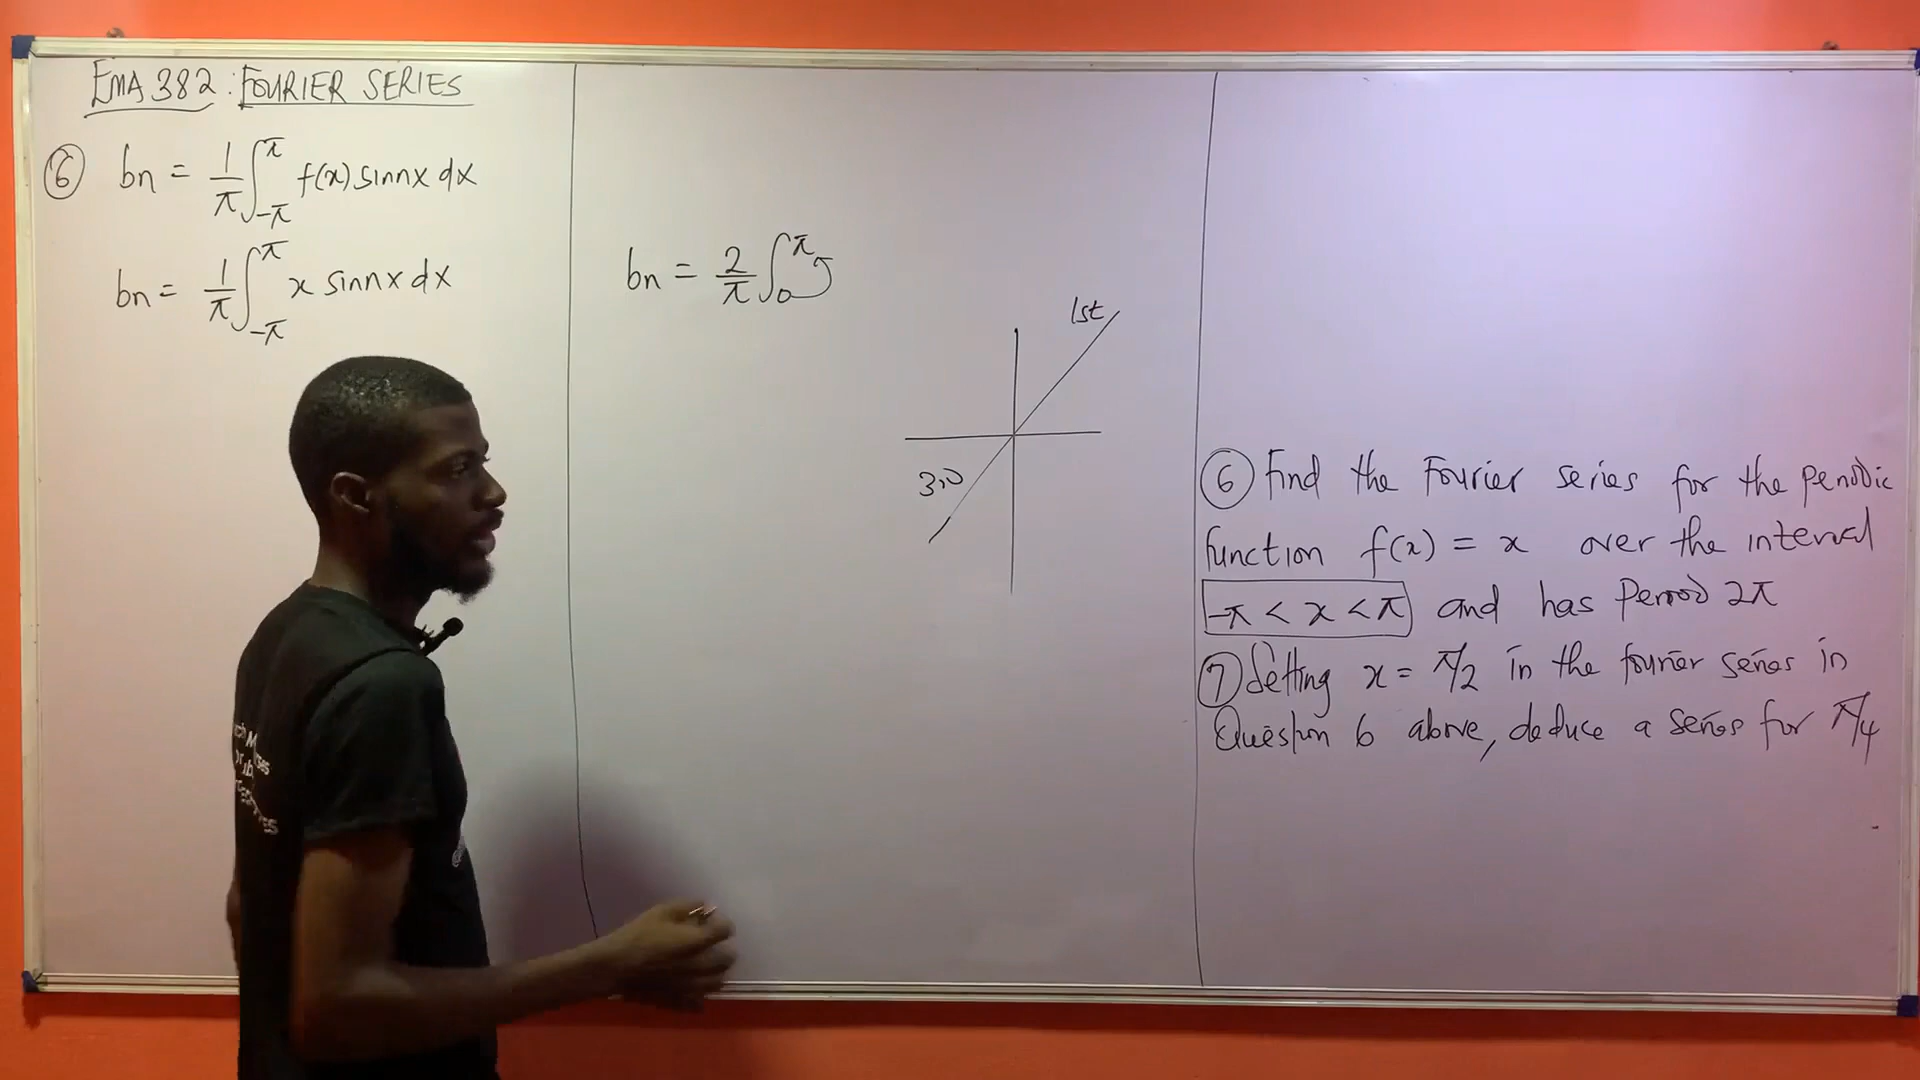 EMA 382 : FOURIER SERIES
⑥ bn = 1/π ∫_{-π}^{π} f(x) sinnx dx
bn = 1/π ∫_{-π}^{π} x sinnx dx
bn = 2/π ∫_{0}^{π}
1st
3rd
⑥ Find the Fourier series for the periodic
function f(x) = x over the interval
-π < x < π and has Period 2π
⑦ Setting x = π/2 in the fourier series in
Question 6 above, deduce a series for π/4